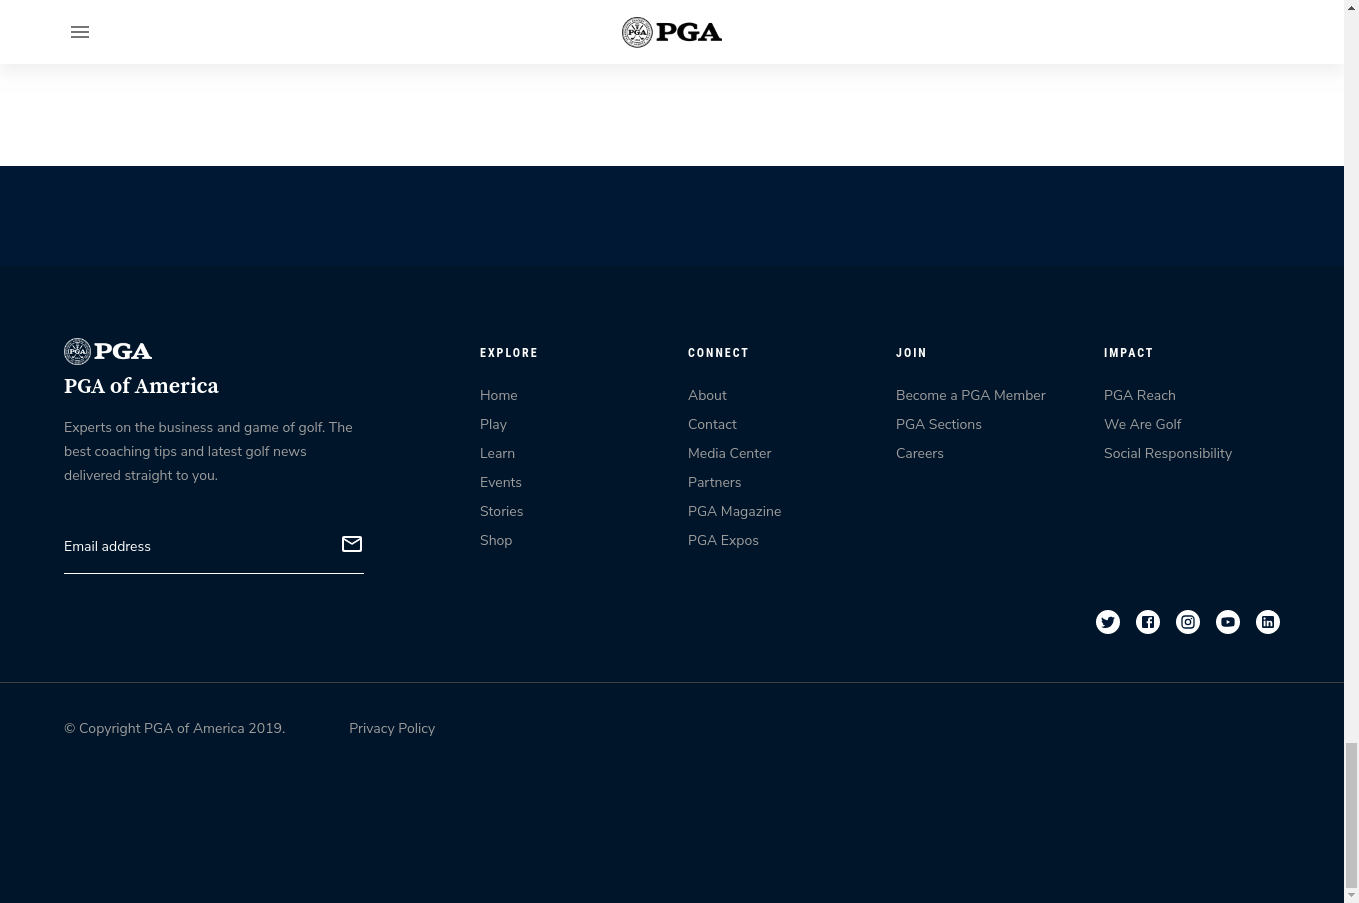 PGA
PGA
PGA of America
Experts on the business and game of golf. The
best coaching tips and latest golf news
delivered straight to you.
Email address
EXPLORE
Home
Play
Learn
Events
Stories
Shop
CONNECT
About
Contact
Media Center
Partners
PGA Magazine
PGA Expos
JOIN
Become a PGA Member
PGA Sections
Careers
IMPACT
PGA Reach
We Are Golf
Social Responsibility
© Copyright PGA of America 2019.
Privacy Policy